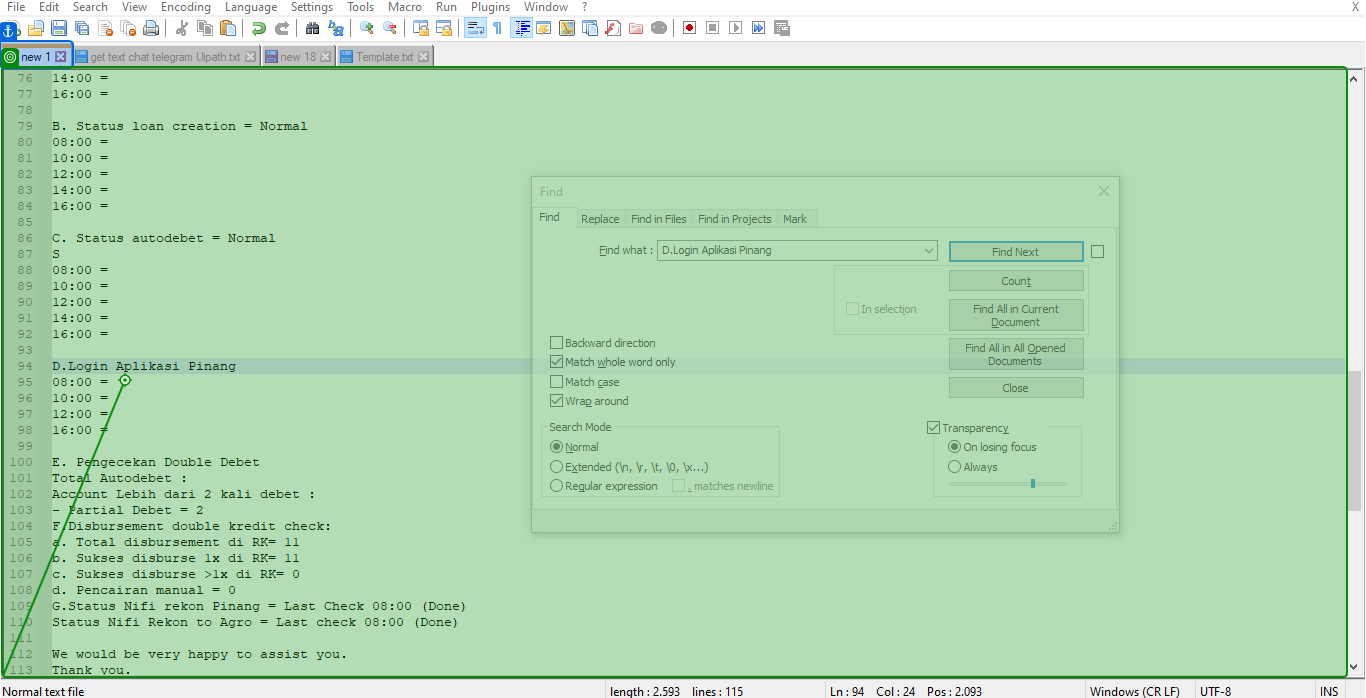 File Edit Search View Encoding Language Settings Tools Macro Run Plugins Window ? X
new 1 get text chat telegram Uipath.txt new 18 Template.txt
76 14:00 =
77 16:00 =
78
79 B. Status loan creation = Normal
80 08:00 =
81 10:00 =
82 12:00 =
83 14:00 =
84 16:00 =
85
86 C. Status autodebet = Normal
87 S
88 08:00 =
89 10:00 =
90 12:00 =
91 14:00 =
92 16:00 =
93
94 D.Login Aplikasi Pinang
95 08:00 =
96 10:00 =
97 12:00 =
98 16:00 =
99
100 E. Pengecekan Double Debet
101 Total Autodebet :
102 Account Lebih dari 2 kali debet :
103 - Partial Debet = 2
104 F Disbursement double kredit check:
105 a. Total disbursement di RK= 11
106 b. Sukses disburse 1x di RK= 11
107 c. Sukses disburse >1x di RK= 0
108 d. Pencairan manual = 0
109 G.Status Nifi rekon Pinang = Last Check 08:00 (Done)
110 Status Nifi Rekon to Agro = Last check 08:00 (Done)
111
112 We would be very happy to assist you.
113 Thank you.
Find
Find Replace Find in Files Find in Projects Mark
Find what : D.Login Aplikasi Pinang Find Next
Count
In selection Find All in Current
Document
Find All in All Opened
Documents
Close
Backward direction
Match whole word only
Match case
Wrap around
Search Mode
Normal
Extended (\n, \r, \t, \0, \x...)
Regular expression . matches newline
Transparency
On losing focus
Always
Normal text file length : 2.593 lines : 115 Ln : 94 Col : 24 Pos : 2.093 Windows (CR LF) UTF-8 INS